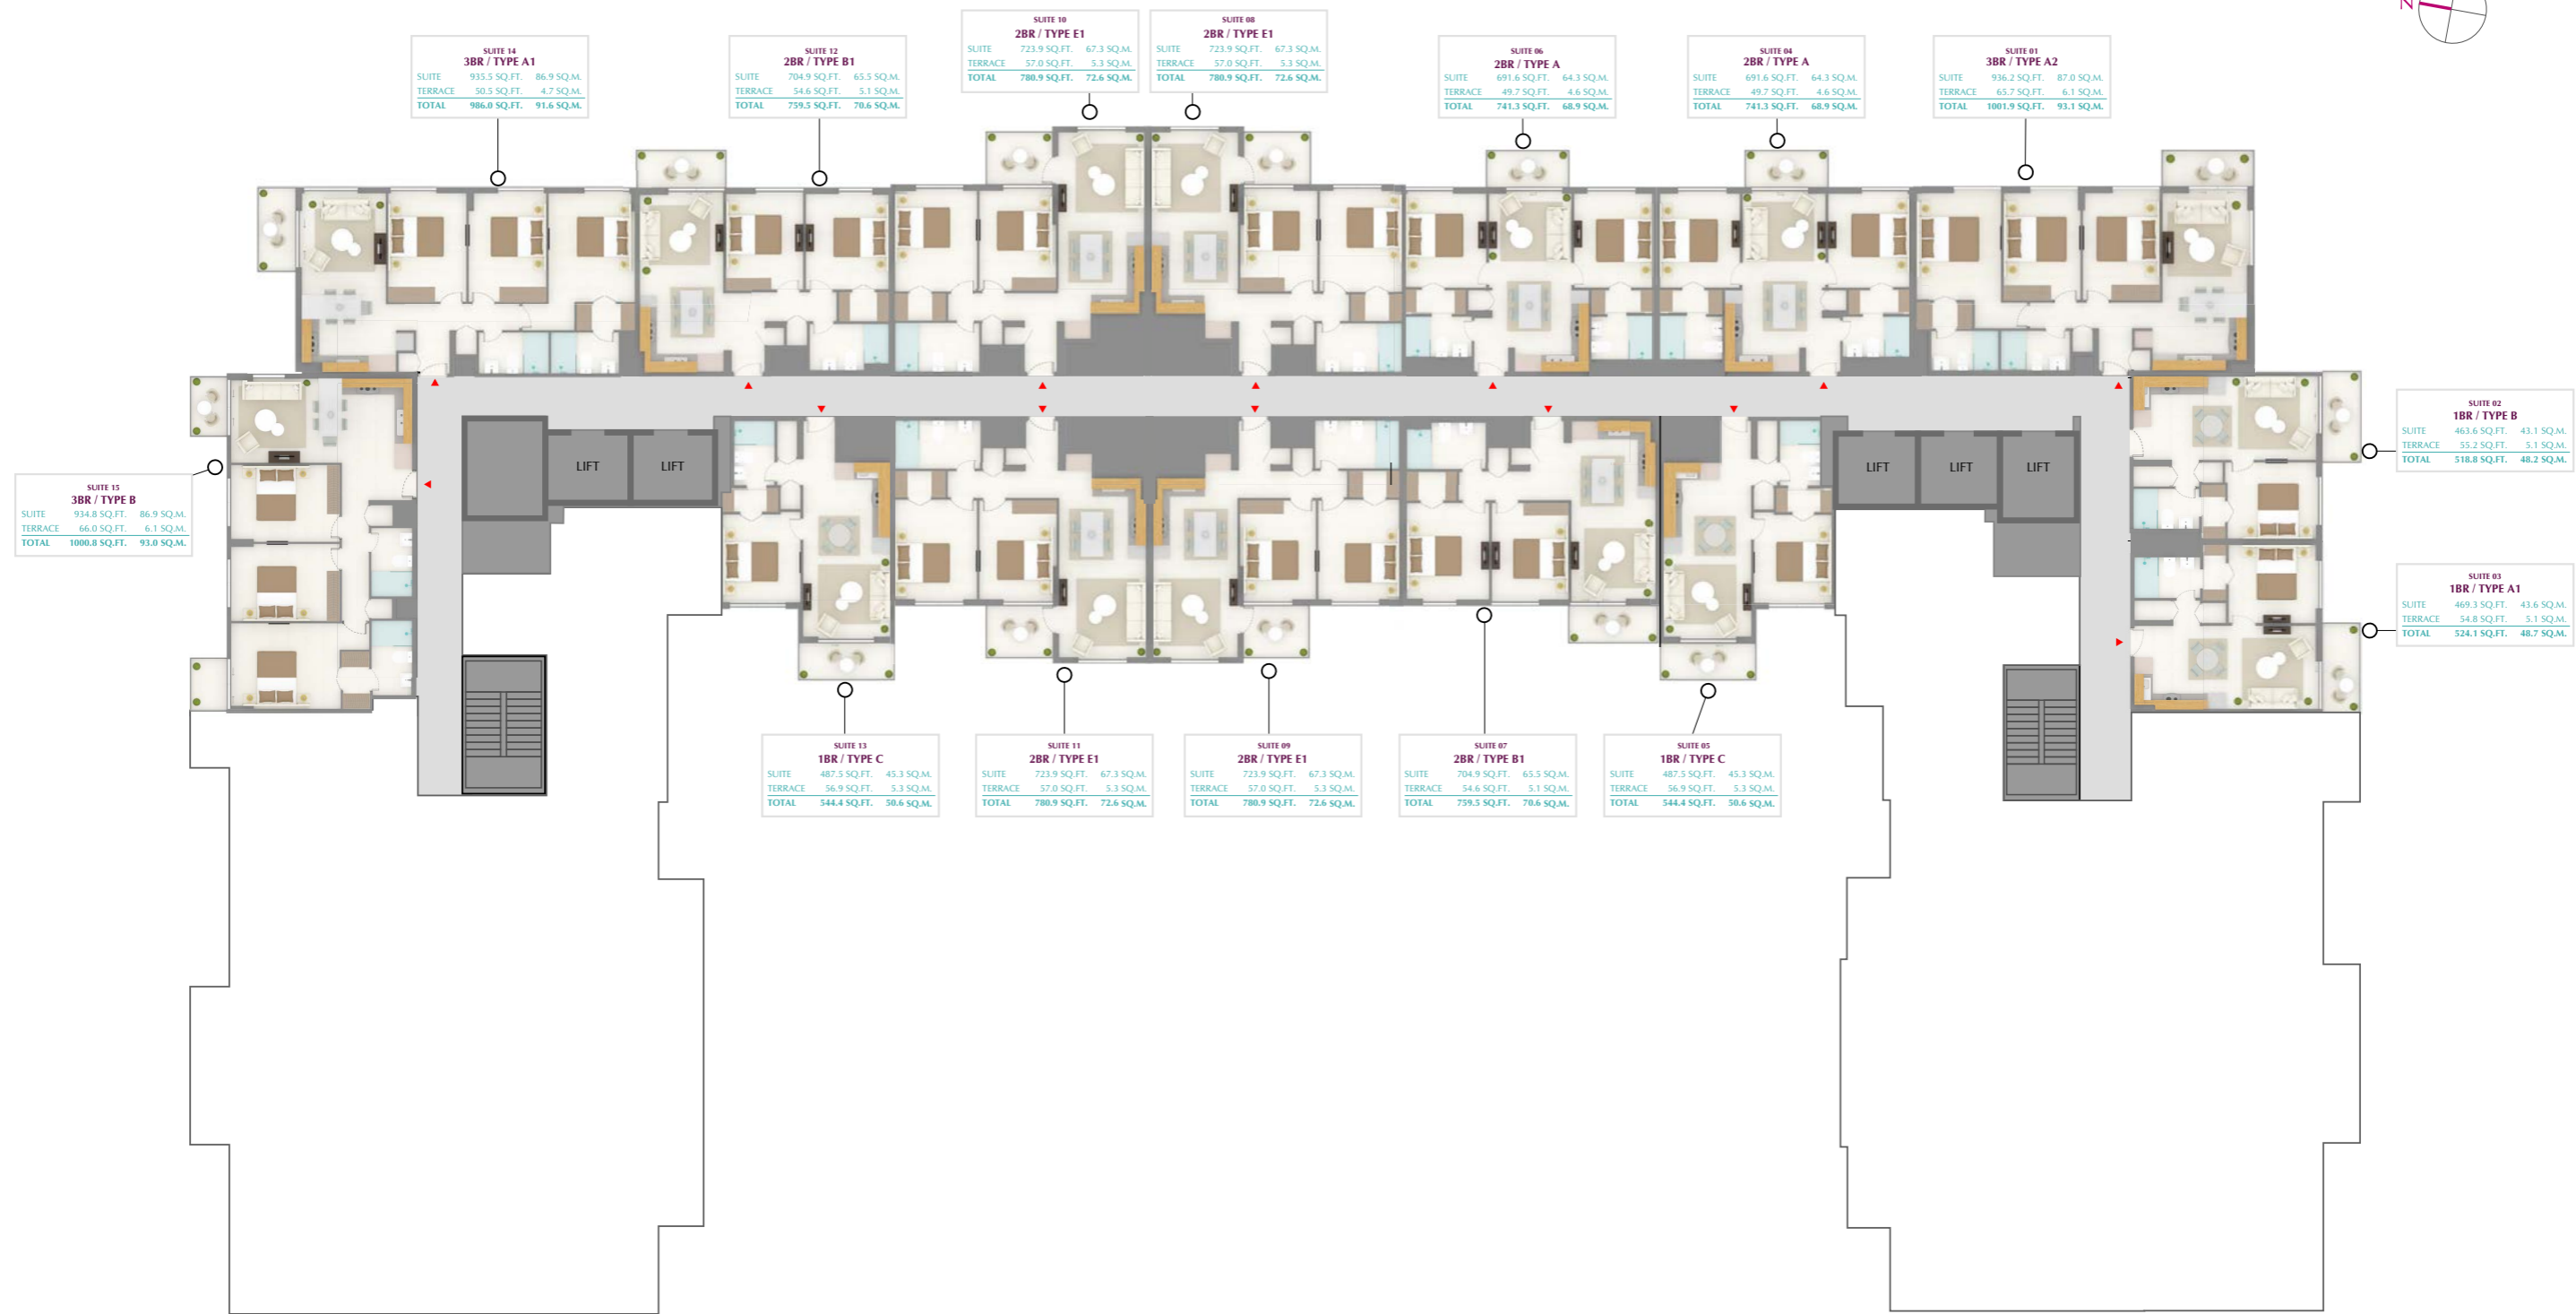 N
SUITE 10
2BR / TYPE E1
SUITE 723.9 SQ.FT. 67.3 SQ.M.
TERRACE 57.0 SQ.FT. 5.3 SQ.M.
TOTAL 780.9 SQ.FT. 72.6 SQ.M.
SUITE 08
2BR / TYPE E1
SUITE 723.9 SQ.FT. 67.3 SQ.M.
TERRACE 57.0 SQ.FT. 5.3 SQ.M.
TOTAL 780.9 SQ.FT. 72.6 SQ.M.
SUITE 14
3BR / TYPE A1
SUITE 935.5 SQ.FT. 86.9 SQ.M.
TERRACE 50.5 SQ.FT. 4.7 SQ.M.
TOTAL 986.0 SQ.FT. 91.6 SQ.M.
SUITE 12
2BR / TYPE B1
SUITE 704.9 SQ.FT. 65.5 SQ.M.
TERRACE 54.6 SQ.FT. 5.1 SQ.M.
TOTAL 759.5 SQ.FT. 70.6 SQ.M.
SUITE 06
2BR / TYPE A
SUITE 691.6 SQ.FT. 64.3 SQ.M.
TERRACE 49.7 SQ.FT. 4.6 SQ.M.
TOTAL 741.3 SQ.FT. 68.9 SQ.M.
SUITE 04
2BR / TYPE A
SUITE 691.6 SQ.FT. 64.3 SQ.M.
TERRACE 49.7 SQ.FT. 4.6 SQ.M.
TOTAL 741.3 SQ.FT. 68.9 SQ.M.
SUITE 01
3BR / TYPE A2
SUITE 936.2 SQ.FT. 87.0 SQ.M.
TERRACE 65.7 SQ.FT. 6.1 SQ.M.
TOTAL 1001.9 SQ.FT. 93.1 SQ.M.
SUITE 02
1BR / TYPE B
SUITE 463.6 SQ.FT. 43.1 SQ.M.
TERRACE 55.2 SQ.FT. 5.1 SQ.M.
TOTAL 518.8 SQ.FT. 48.2 SQ.M.
LIFT
LIFT
LIFT
LIFT
LIFT
SUITE 15
3BR / TYPE B
SUITE 934.8 SQ.FT. 86.9 SQ.M.
TERRACE 66.0 SQ.FT. 6.1 SQ.M.
TOTAL 1000.8 SQ.FT. 93.0 SQ.M.
SUITE 03
1BR / TYPE A1
SUITE 469.3 SQ.FT. 43.6 SQ.M.
TERRACE 54.8 SQ.FT. 5.1 SQ.M.
TOTAL 524.1 SQ.FT. 48.7 SQ.M.
SUITE 13
1BR / TYPE C
SUITE 487.5 SQ.FT. 45.3 SQ.M.
TERRACE 56.9 SQ.FT. 5.3 SQ.M.
TOTAL 544.4 SQ.FT. 50.6 SQ.M.
SUITE 11
2BR / TYPE E1
SUITE 723.9 SQ.FT. 67.3 SQ.M.
TERRACE 57.0 SQ.FT. 5.3 SQ.M.
TOTAL 780.9 SQ.FT. 72.6 SQ.M.
SUITE 09
2BR / TYPE E1
SUITE 723.9 SQ.FT. 67.3 SQ.M.
TERRACE 57.0 SQ.FT. 5.3 SQ.M.
TOTAL 780.9 SQ.FT. 72.6 SQ.M.
SUITE 07
2BR / TYPE B1
SUITE 704.9 SQ.FT. 65.5 SQ.M.
TERRACE 54.6 SQ.FT. 5.1 SQ.M.
TOTAL 759.5 SQ.FT. 70.6 SQ.M.
SUITE 05
1BR / TYPE C
SUITE 487.5 SQ.FT. 45.3 SQ.M.
TERRACE 56.9 SQ.FT. 5.3 SQ.M.
TOTAL 544.4 SQ.FT. 50.6 SQ.M.